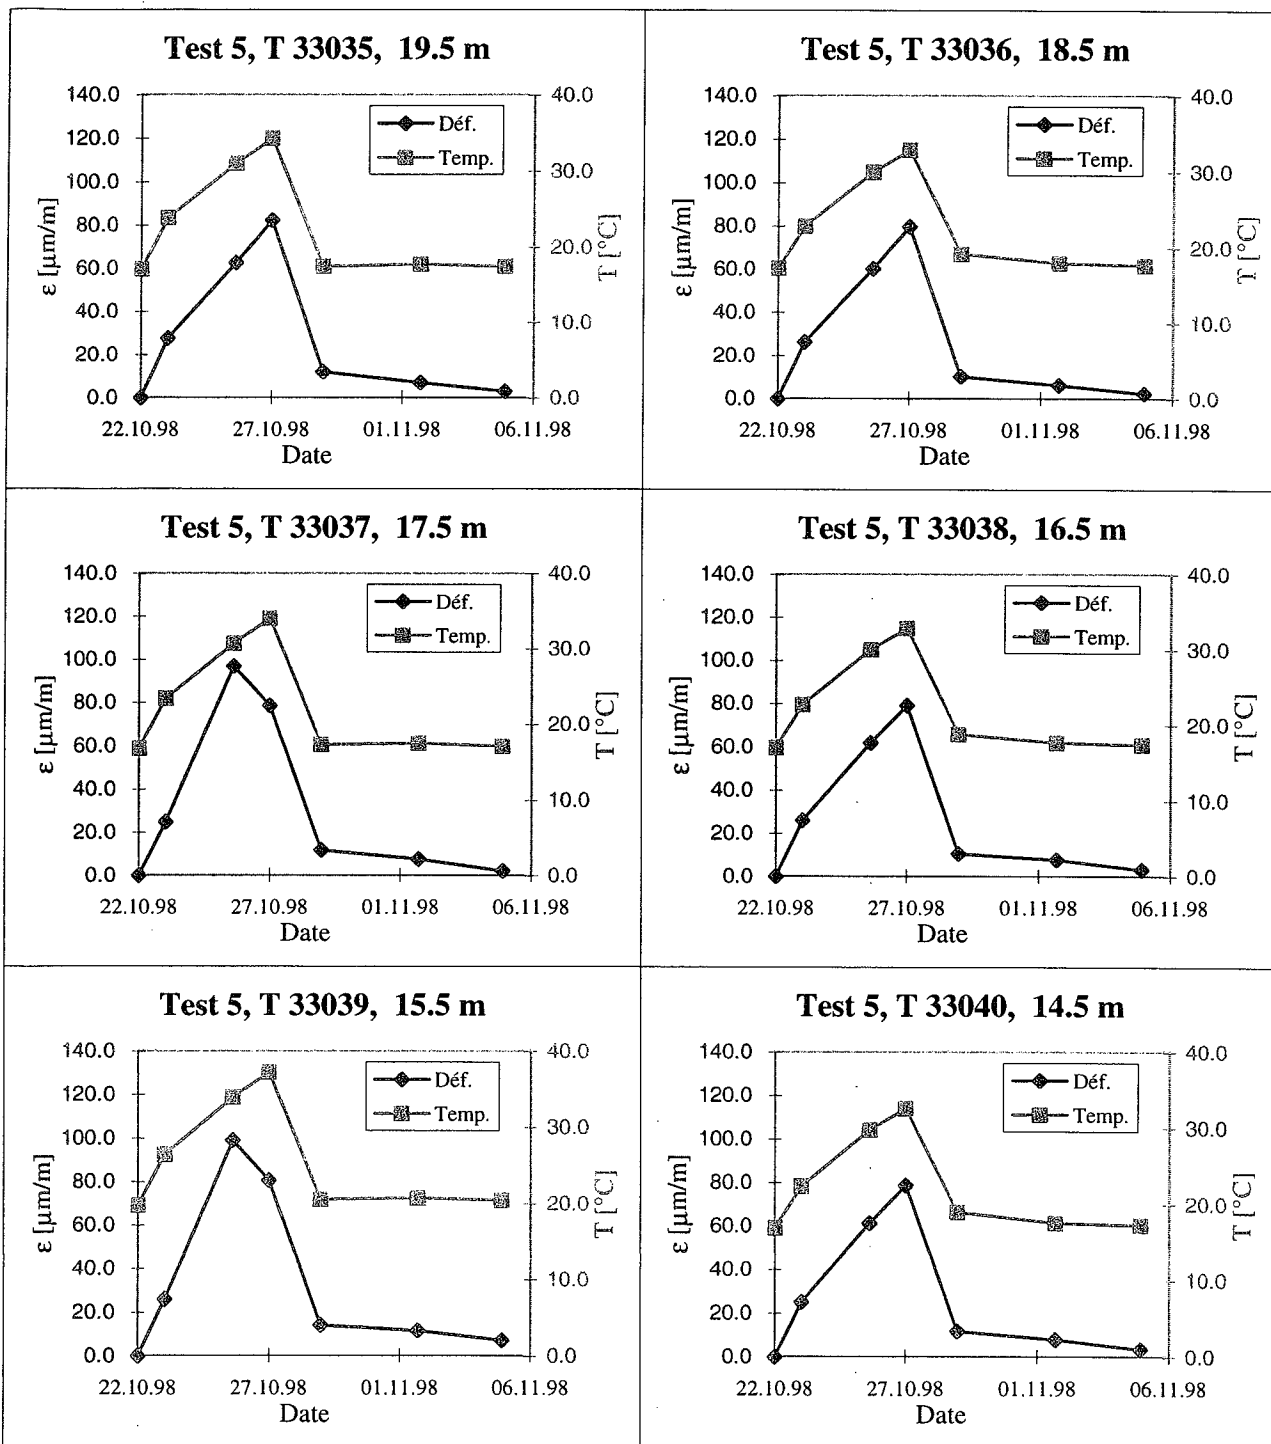 Test 5, T 33035, 19.5 m
140.0
120.0
100.0
80.0
60.0
40.0
20.0
0.0
ε [µm/m]
40.0
30.0
20.0
10.0
0.0
T [°C]
Déf.
Temp.
22.10.98 27.10.98 01.11.98 06.11.98
Date
Test 5, T 33036, 18.5 m
140.0
120.0
100.0
80.0
60.0
40.0
20.0
0.0
ε [µm/m]
40.0
30.0
20.0
10.0
0.0
T [°C]
Déf.
Temp.
22.10.98 27.10.98 01.11.98 06.11.98
Date
Test 5, T 33037, 17.5 m
140.0
120.0
100.0
80.0
60.0
40.0
20.0
0.0
ε [µm/m]
40.0
30.0
20.0
10.0
0.0
T [°C]
Déf.
Temp.
22.10.98 27.10.98 01.11.98 06.11.98
Date
Test 5, T 33038, 16.5 m
140.0
120.0
100.0
80.0
60.0
40.0
20.0
0.0
ε [µm/m]
40.0
30.0
20.0
10.0
0.0
T [°C]
Déf.
Temp.
22.10.98 27.10.98 01.11.98 06.11.98
Date
Test 5, T 33039, 15.5 m
140.0
120.0
100.0
80.0
60.0
40.0
20.0
0.0
ε [µm/m]
40.0
30.0
20.0
10.0
0.0
T [°C]
Déf.
Temp.
22.10.98 27.10.98 01.11.98 06.11.98
Date
Test 5, T 33040, 14.5 m
140.0
120.0
100.0
80.0
60.0
40.0
20.0
0.0
ε [µm/m]
40.0
30.0
20.0
10.0
0.0
T [°C]
Déf.
Temp.
22.10.98 27.10.98 01.11.98 06.11.98
Date